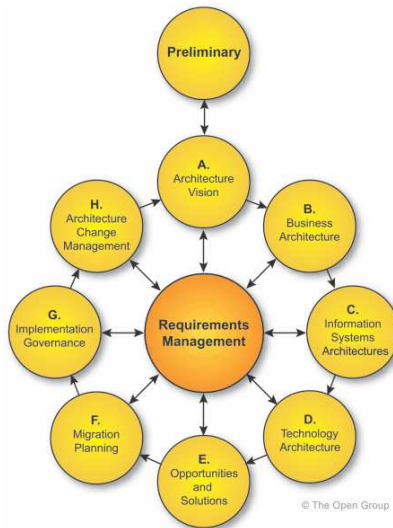 Preliminary
A.
Architecture
Vision
B.
Business
Architecture
C.
Information
Systems
Architectures
D.
Technology
Architecture
E.
Opportunities
and
Solutions
F.
Migration
Planning
G.
Implementation
Governance
H.
Architecture
Change
Management
Requirements
Management
© The Open Group